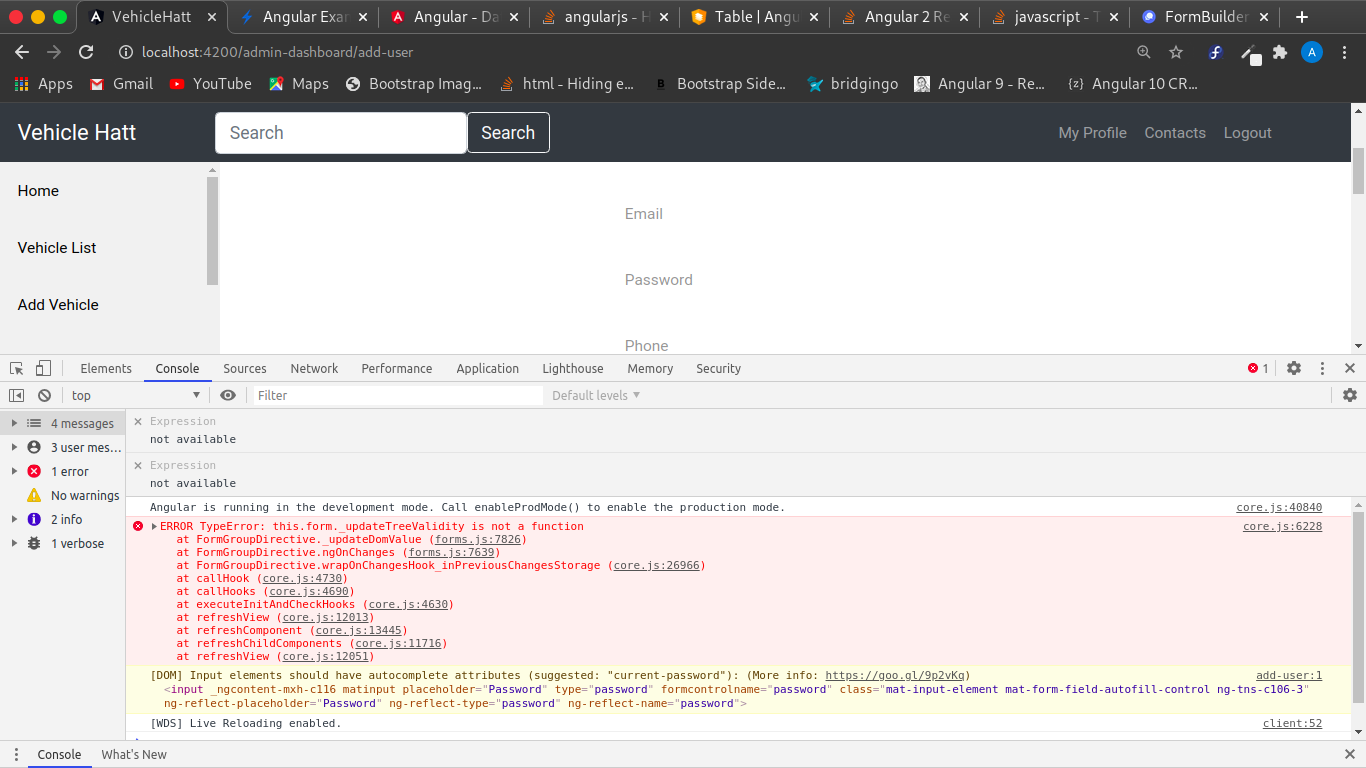 VehicleHatt
Angular Exar
Angular - Da
angularjs - H
Table | Angu
Angular 2 Re
javascript - T
FormBuilder
localhost:4200/admin-dashboard/add-user
A
Apps
Gmail
YouTube
Maps
Bootstrap Imag...
html - Hiding e...
B
Bootstrap Side...
bridgingo
Angular 9 - Re...
{z}
Angular 10 CR...
Vehicle Hatt
Search
Search
My Profile
Contacts
Logout
Home
Vehicle List
Add Vehicle
Email
Password
Phone
Elements
Console
Sources
Network
Performance
Application
Lighthouse
Memory
Security
1
top
Filter
Default levels
4 messages
3 user mes...
1 error
No warnings
2 info
1 verbose
Expression
not available
Expression
not available
Angular is running in the development mode. Call enableProdMode() to enable the production mode. core.js:40840
ERROR TypeError: this.form._updateTreeValidity is not a function core.js:6228
at FormGroupDirective._updateDomValue (forms.js:7826)
at FormGroupDirective.ngOnChanges (forms.js:7639)
at FormGroupDirective.wrapOnChangesHook_inPreviousChangesStorage (core.js:26966)
at callHook (core.js:4730)
at callHooks (core.js:4690)
at executeInitAndCheckHooks (core.js:4630)
at refreshView (core.js:12013)
at refreshComponent (core.js:13445)
at refreshChildComponents (core.js:11716)
at refreshView (core.js:12051)
[DOM] Input elements should have autocomplete attributes (suggested: "current-password"): (More info: https://goo.gl/9p2vKq) add-user:1
<input _ngcontent-mxh-c116 matinput placeholder="Password" type="password" formcontrolname="password" class="mat-input-element mat-form-field-autofill-control ng-tns-c106-3"
ng-reflect-placeholder="Password" ng-reflect-type="password" ng-reflect-name="password">
[WDS] Live Reloading enabled. client:52
Console
What's New